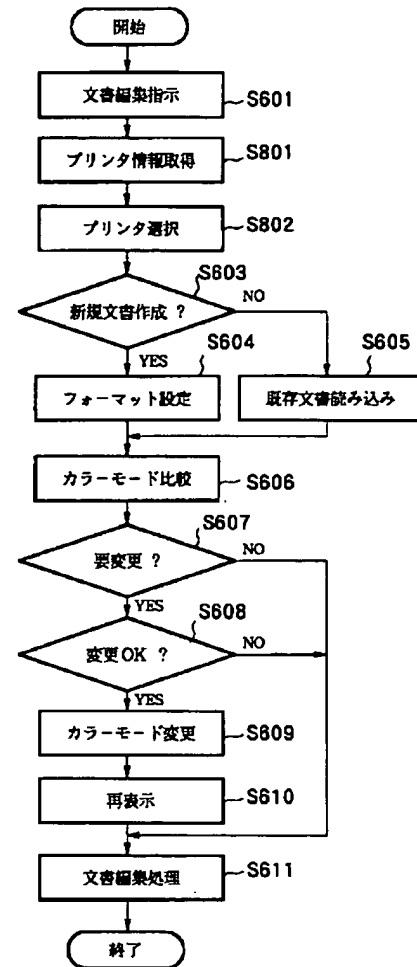 開始
文書編集指示
S601
プリンタ情報取得
S801
プリンタ選択
S802
S603
新規文書作成 ?
NO
YES
S604
S605
フォーマット設定
既存文書読み込み
カラーモード比較
S606
S607
要変更 ?
NO
YES
S608
変更OK ?
NO
YES
カラーモード変更
S609
再表示
S610
文書編集処理
S611
終了